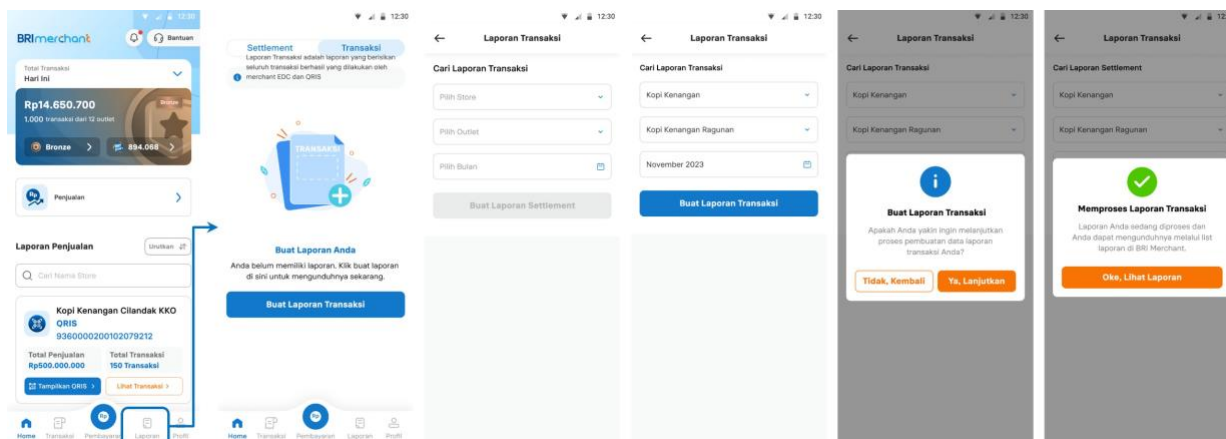 12:30
BRImerchant
Bantuan
Total Transaksi
Hari Ini
Rp14.650.700
Bronze
1.000 transaksi dari 12 outlet
Bronze
894.068
Penjualan
Laporan Penjualan
Urutkan
Cari Nama Store
Kopi Kenangan Cilandak KKO
QRIS
9360000200102079212
Total Penjualan
Total Transaksi
Rp500.000.000
150 Transaksi
Tampilkan QRIS
Lihat Transaksi
Home
Transaksi
Pembayaran
Laporan
Profil
12:30
Settlement
Transaksi
Laporan Transaksi adalah laporan yang berisikan
seluruh transaksi berhasil yang dilakukan oleh
merchant EDC dan QRIS
TRANSAKSI
Buat Laporan Anda
Anda belum memiliki laporan. Klik buat laporan
di sini untuk mengunduhnya sekarang.
Buat Laporan Transaksi
Home
Transaksi
Pembayaran
Laporan
Profil
12:30
Laporan Transaksi
Cari Laporan Transaksi
Pilih Store
Pilih Outlet
Pilih Bulan
Buat Laporan Settlement
12:30
Laporan Transaksi
Cari Laporan Transaksi
Kopi Kenangan
Kopi Kenangan Ragunan
November 2023
Buat Laporan Transaksi
12:30
Laporan Transaksi
Cari Laporan Transaksi
Kopi Kenangan
Kopi Kenangan Ragunan
Buat Laporan Transaksi
Apakah Anda yakin ingin melanjutkan
proses pembuatan data laporan
transaksi Anda?
Tidak, Kembali
Ya, Lanjutkan
Laporan Transaksi
Cari Laporan Settlement
Kopi Kenangan
Kopi Kenangan Ragunan
Memproses Laporan Transaksi
Laporan Anda sedang diproses dan
Anda dapat mengunduhnya melalui list
laporan di BRI Merchant.
Oke, Lihat Laporan